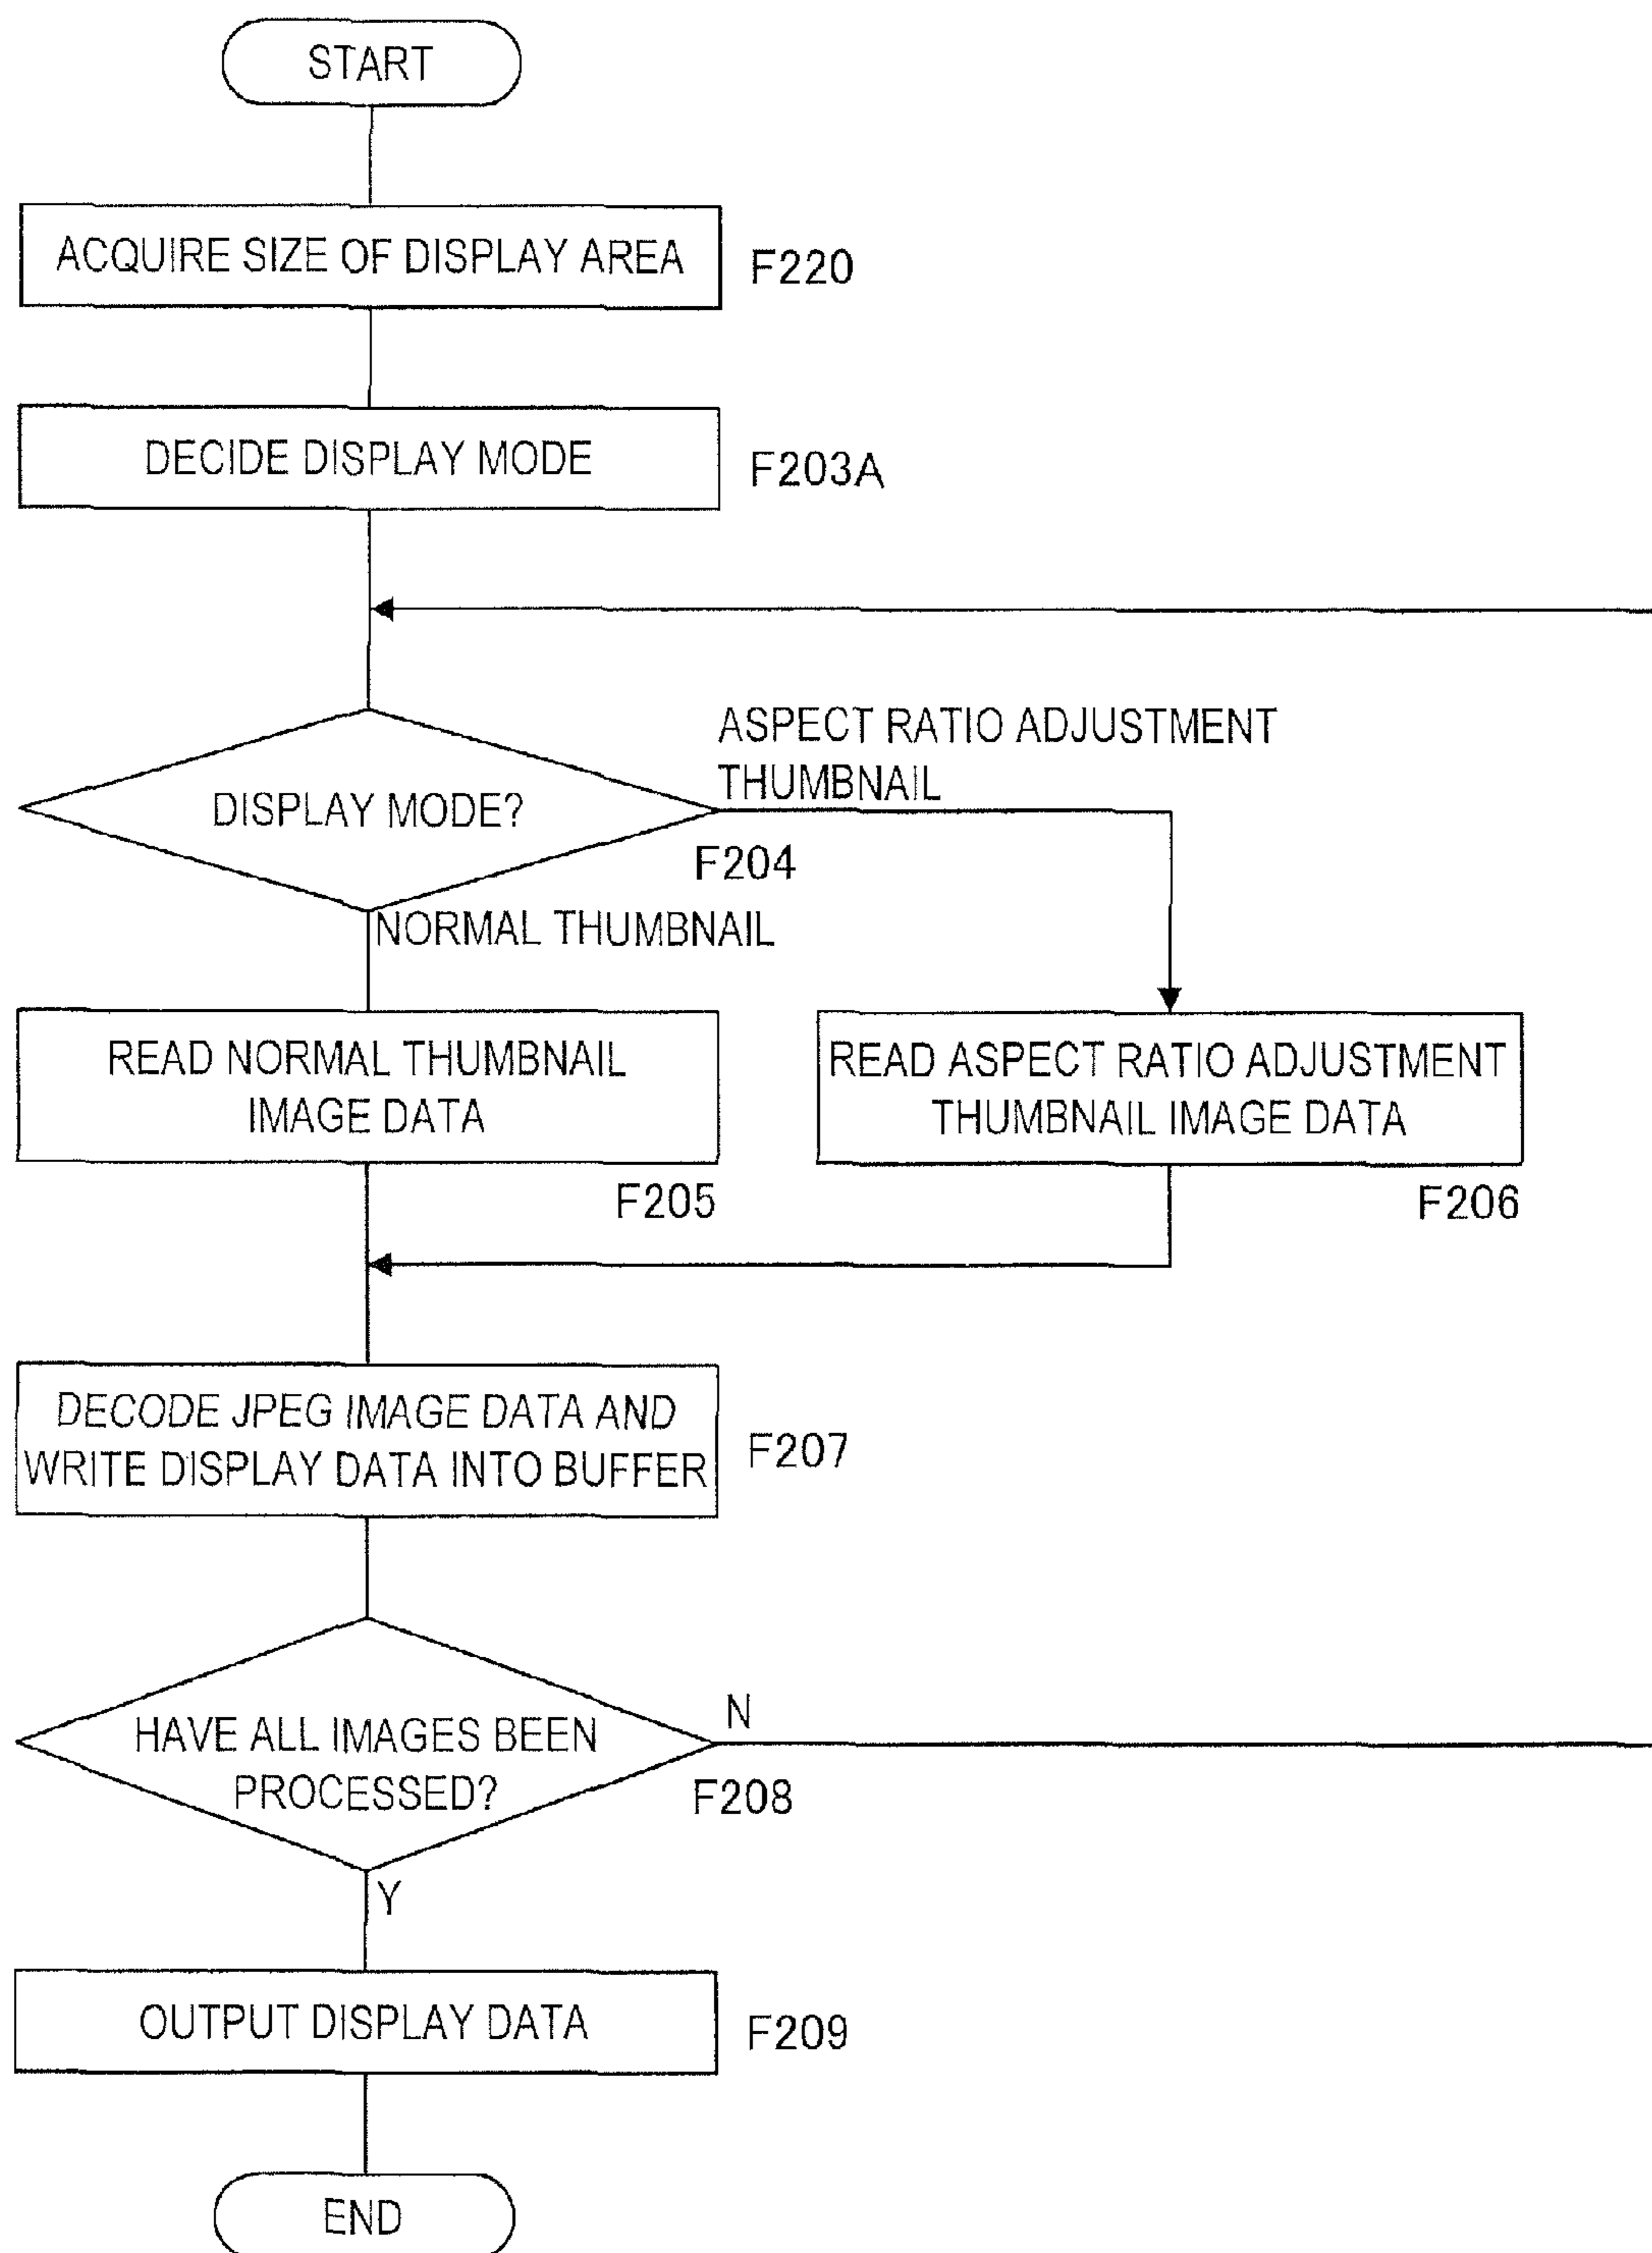 START
ACQUIRE SIZE OF DISPLAY AREA
F220
DECIDE DISPLAY MODE
F203A
ASPECT RATIO ADJUSTMENT
THUMBNAIL
DISPLAY MODE?
F204
NORMAL THUMBNAIL
READ NORMAL THUMBNAIL
IMAGE DATA
F205
READ ASPECT RATIO ADJUSTMENT
THUMBNAIL IMAGE DATA
F206
DECODE JPEG IMAGE DATA AND
WRITE DISPLAY DATA INTO BUFFER
F207
HAVE ALL IMAGES BEEN
PROCESSED?
N
F208
Y
OUTPUT DISPLAY DATA
F209
END